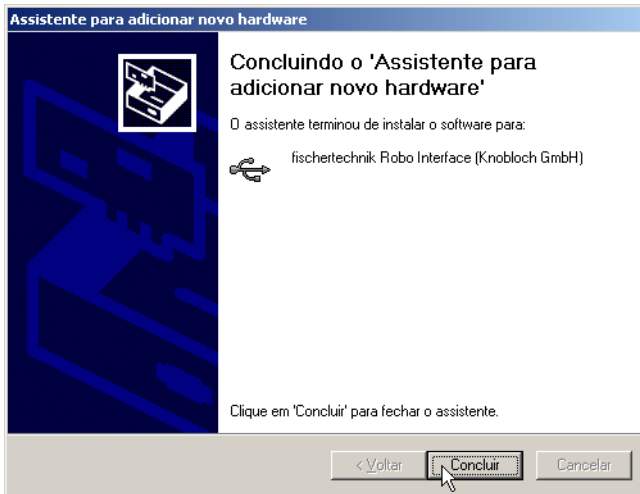 Assistente para adicionar novo hardware
Concluindo o 'Assistente para
adicionar novo hardware'
O assistente terminou de instalar o software para:
fischertechnik Robo Interface (Knobloch GmbH)
Clique em 'Concluir' para fechar o assistente.
< Voltar Concluir Cancelar